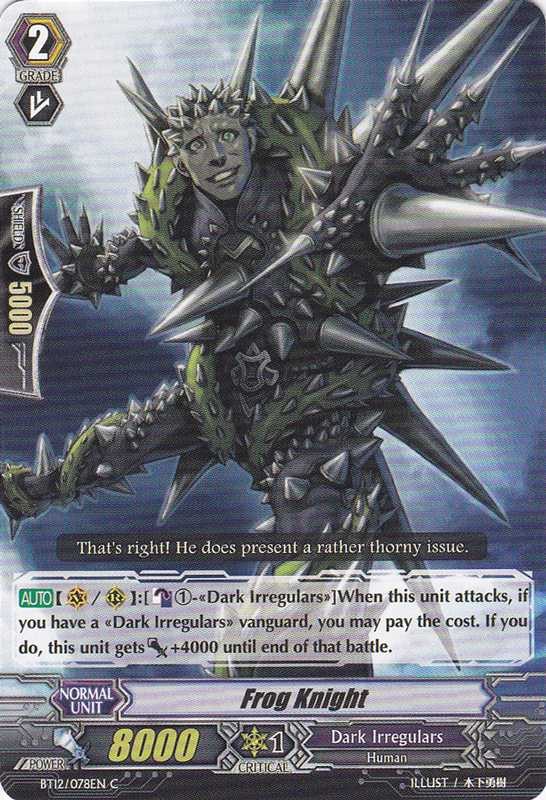 2
GRADE
SHIELD
5000
That's right! He does present a rather thorny issue.
AUTO [ V / R ]:[ ①-«Dark Irregulars»]When this unit attacks, if
you have a «Dark Irregulars» vanguard, you may pay the cost. If you
do, this unit gets +4000 until end of that battle.
NORMAL
UNIT
Frog Knight
POWER
8000
1
CRITICAL
Dark Irregulars
Human
BT12/078EN C
ILLUST / 木下勇樹